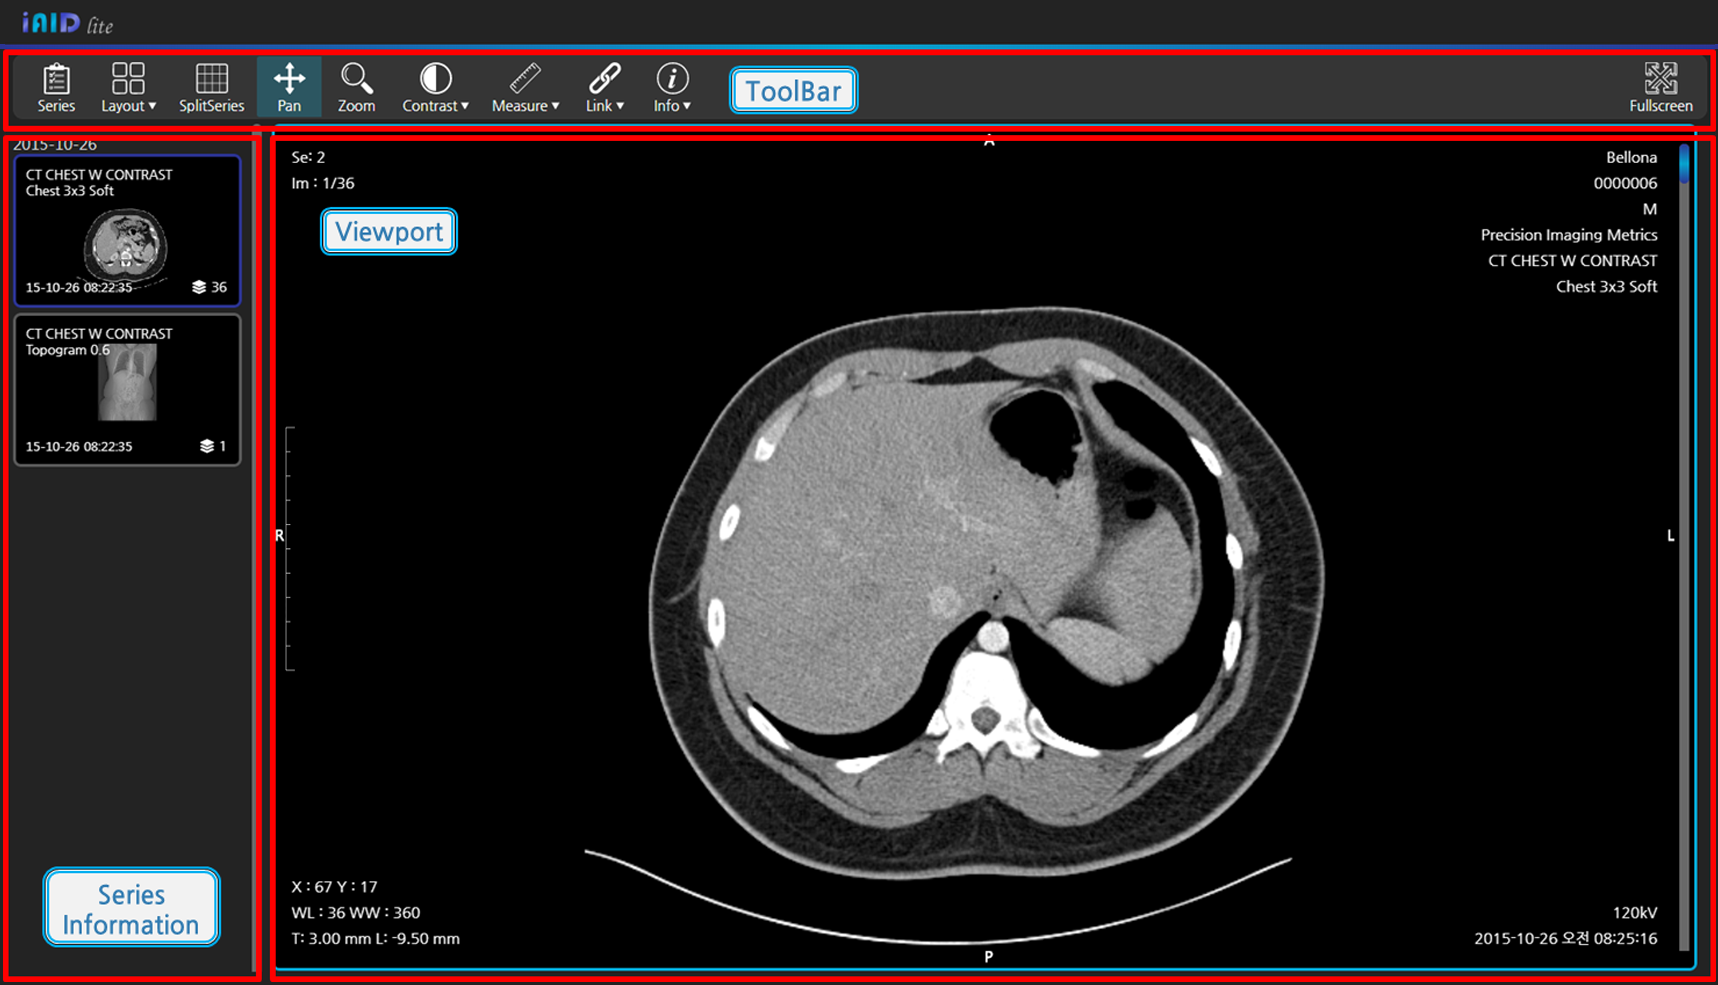 iAID lite
Series
Layout ▾
SplitSeries
Pan
Zoom
Contrast ▾
Measure ▾
Link ▾
Info ▾
ToolBar
Fullscreen
2015-10-26
CT CHEST W CONTRAST
Chest 3x3 Soft
15-10-26 08:22:35
36
CT CHEST W CONTRAST
Topogram 0.6
15-10-26 08:22:35
1
Series
Information
A
Se: 2
Im : 1/36
Viewport
Bellona
0000006
M
Precision Imaging Metrics
CT CHEST W CONTRAST
Chest 3x3 Soft
R
L
X : 67 Y : 17
WL : 36 WW : 360
T: 3.00 mm L: -9.50 mm
120kV
2015-10-26 오전 08:25:16
P